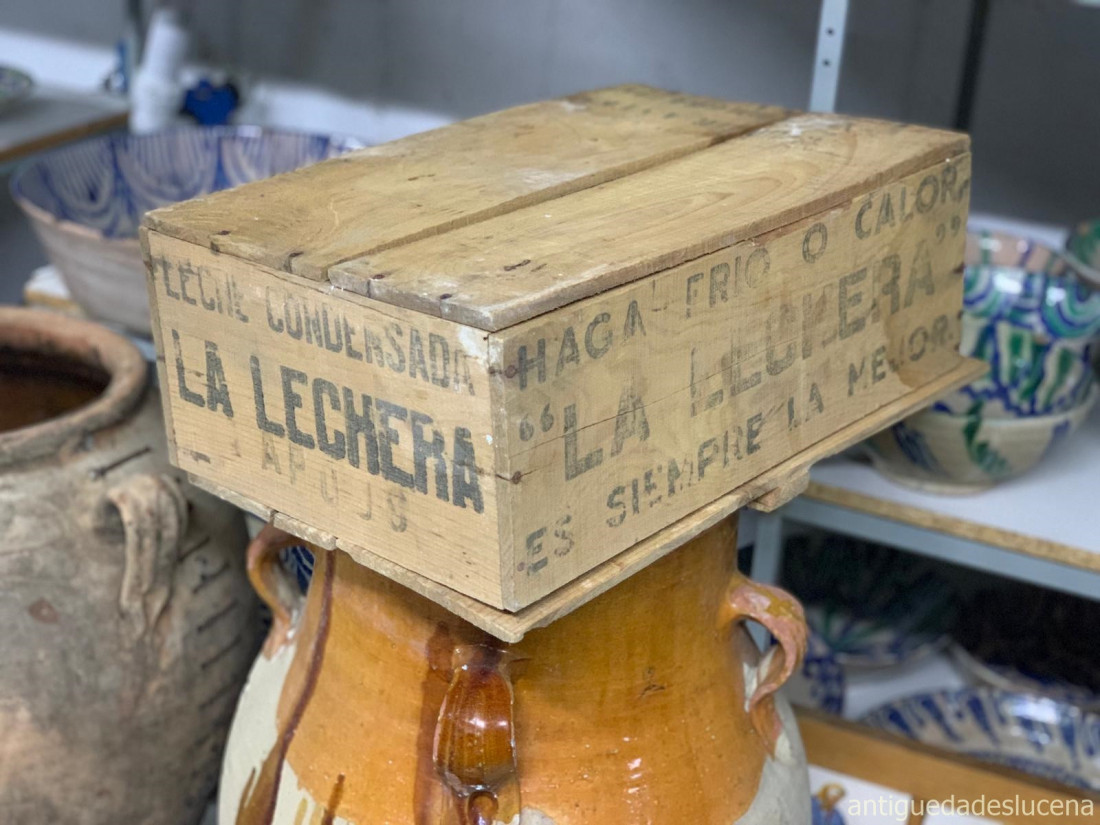 LECHE CONDENSADA
LA LECHERA
HAGA FRIO O CALOR
“LA LECHERA”
ES SIEMPRE LA MEJOR
antiguedadeslucena